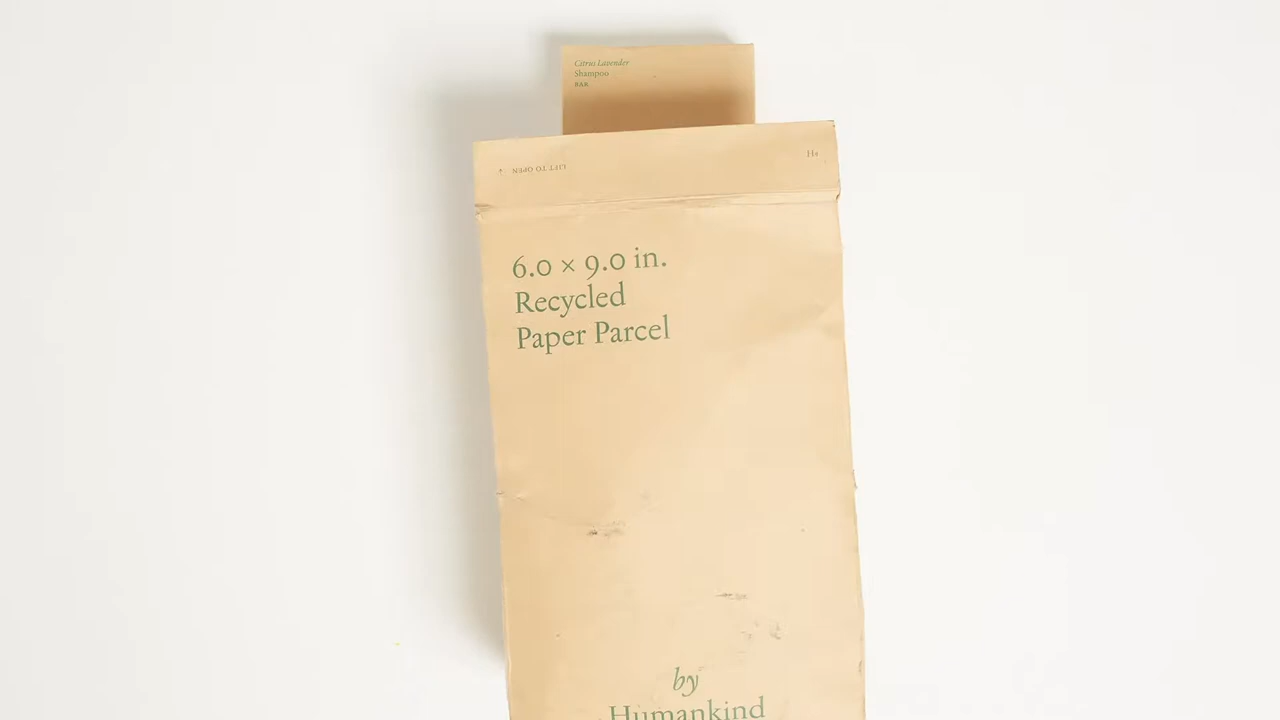 Citrus Lavender
Shampoo
BAR
LIFT TO OPEN
6.0 × 9.0 in.
Recycled
Paper Parcel
by
Humankind